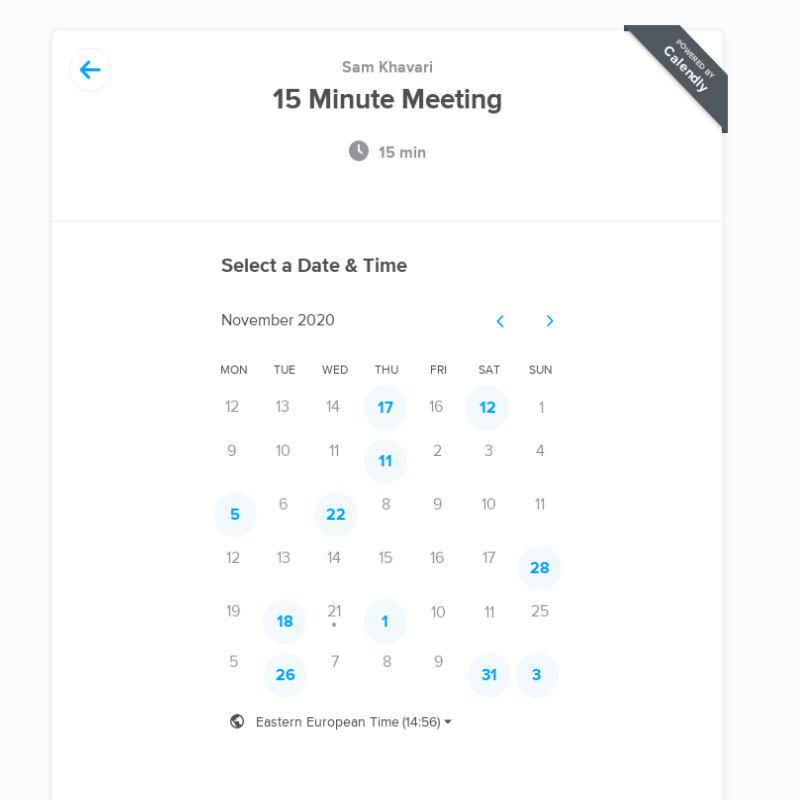 POWERED BY
Calendly
Sam Khavari
15 Minute Meeting
15 min
Select a Date & Time
November 2020
MON TUE WED THU FRI SAT SUN
12 13 14 17 16 12 1
9 10 11 11 2 3 4
5 6 22 8 9 10 11
12 13 14 15 16 17 28
19 18 21 1 10 11 25
5 26 7 8 9 31 3
Eastern European Time (14:56)